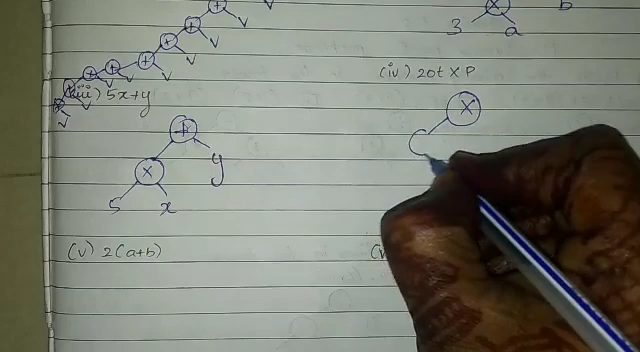 + v
+ v
+ v
+ + + v
+ v v
+ v
v
× b
3 a
(iii) 5x+y
+
× y
5 x
(iv) 20t × P
×
(v) 2(a+b)